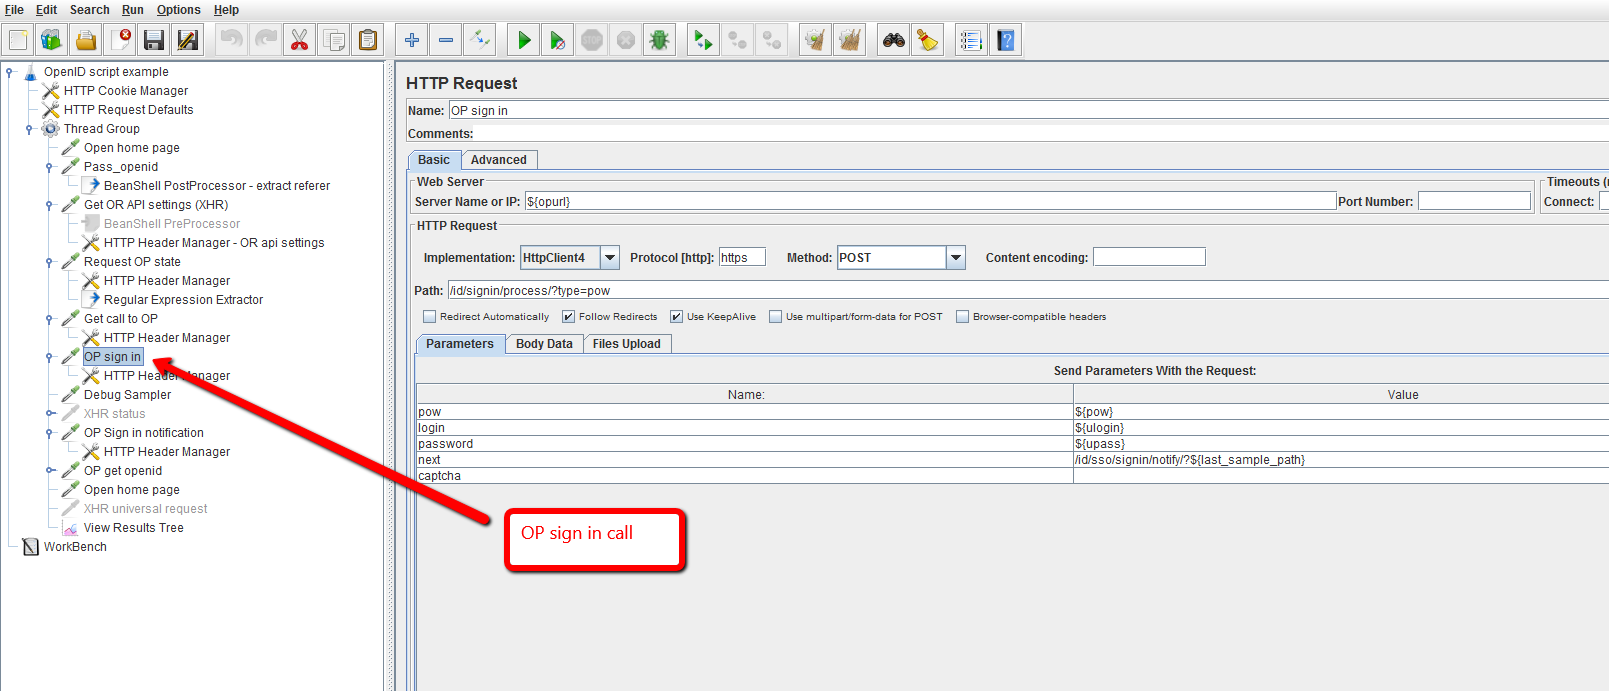 File Edit Search Run Options Help
OpenID script example
HTTP Cookie Manager
HTTP Request Defaults
Thread Group
Open home page
Pass_openid
BeanShell PostProcessor - extract referer
Get OR API settings (XHR)
BeanShell PreProcessor
HTTP Header Manager - OR api settings
Request OP state
HTTP Header Manager
Regular Expression Extractor
Get call to OP
HTTP Header Manager
OP sign in
HTTP Header Manager
Debug Sampler
XHR status
OP Sign in notification
HTTP Header Manager
OP get openid
Open home page
XHR universal request
View Results Tree
WorkBench
HTTP Request
Name: OP sign in
Comments:
Basic Advanced
Web Server
Server Name or IP: ${opurl} Port Number:
Timeouts (
Connect:
HTTP Request
Implementation: HttpClient4 Protocol [http]: https Method: POST Content encoding:
Path: /id/signin/process/?type=pow
Redirect Automatically Follow Redirects Use KeepAlive Use multipart/form-data for POST Browser-compatible headers
Parameters Body Data Files Upload
Send Parameters With the Request:
Name: Value
pow ${pow}
login ${ulogin}
password ${upass}
next /id/sso/signin/notify/?${last_sample_path}
captcha
OP sign in call